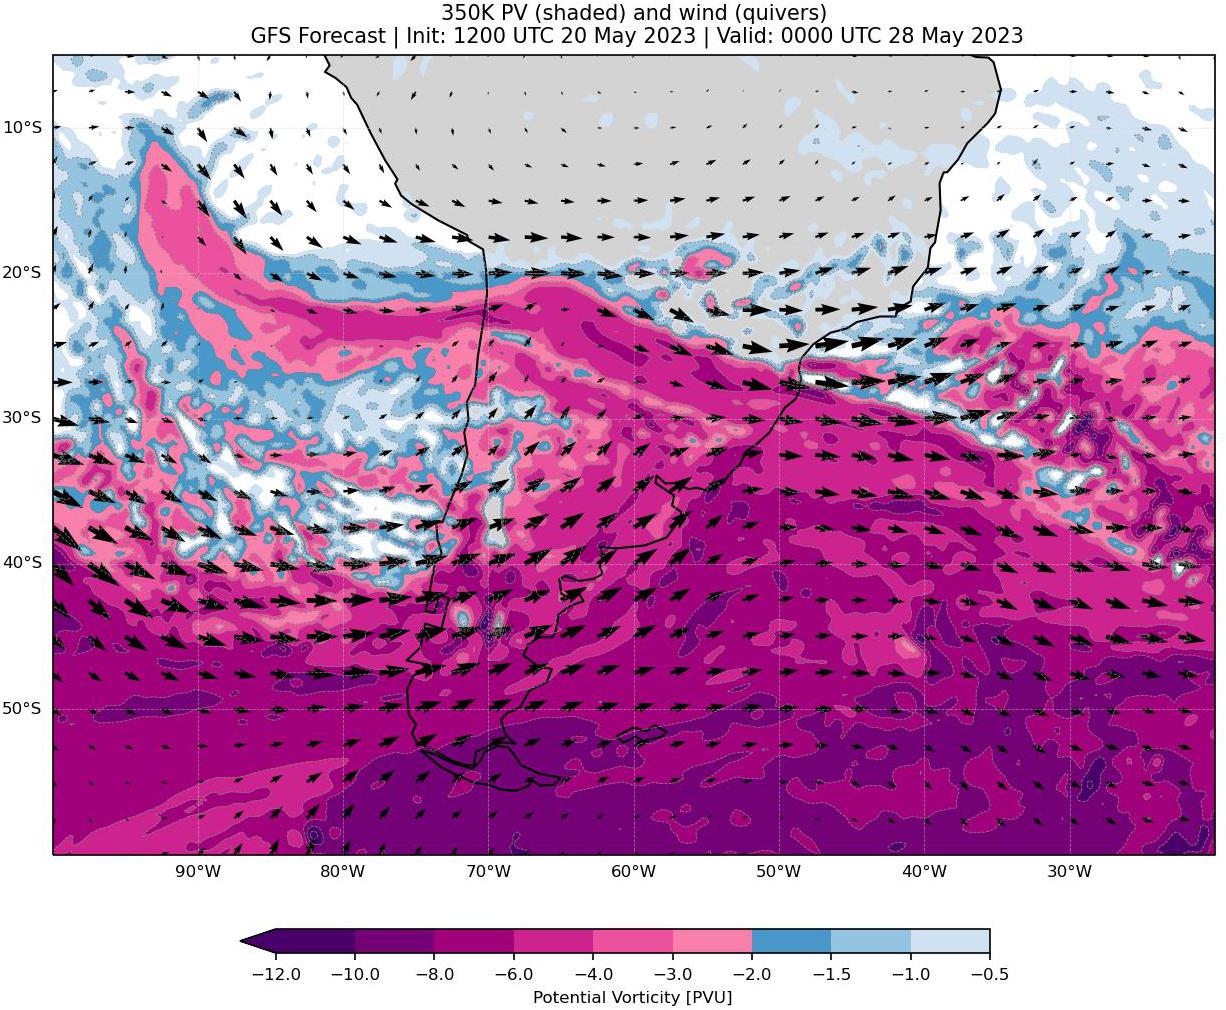 350K PV (shaded) and wind (quivers)
GFS Forecast | Init: 1200 UTC 20 May 2023 | Valid: 0000 UTC 28 May 2023
10°S
20°S
30°S
40°S
50°S
90°W 80°W 70°W 60°W 50°W 40°W 30°W
−12.0 −10.0 −8.0 −6.0 −4.0 −3.0 −2.0 −1.5 −1.0 −0.5
Potential Vorticity [PVU]